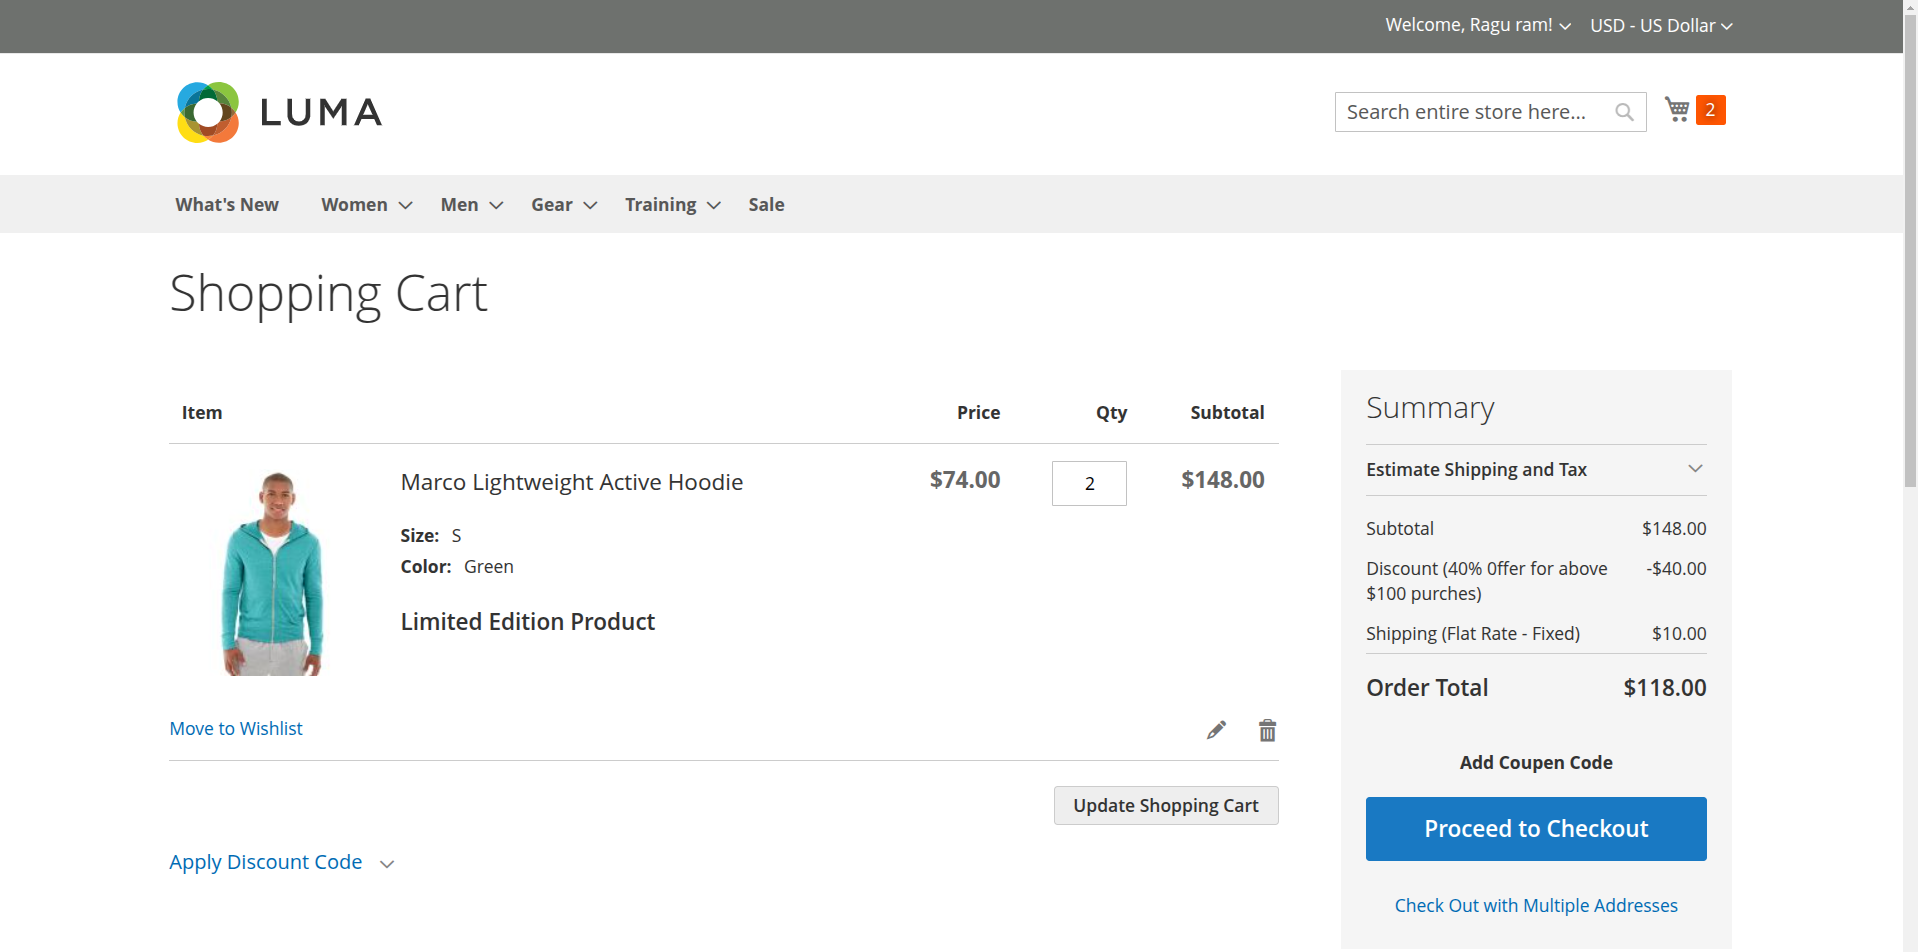 Welcome, Ragu ram! USD - US Dollar
LUMA
Search entire store here... 2
What's New Women Men Gear Training Sale
Shopping Cart
Item Price Qty Subtotal
Marco Lightweight Active Hoodie $74.00 2 $148.00
Size: S
Color: Green
Limited Edition Product
Move to Wishlist
Update Shopping Cart
Apply Discount Code
Summary
Estimate Shipping and Tax
Subtotal $148.00
Discount (40% 0ffer for above -$40.00
$100 purches)
Shipping (Flat Rate - Fixed) $10.00
Order Total $118.00
Add Coupen Code
Proceed to Checkout
Check Out with Multiple Addresses